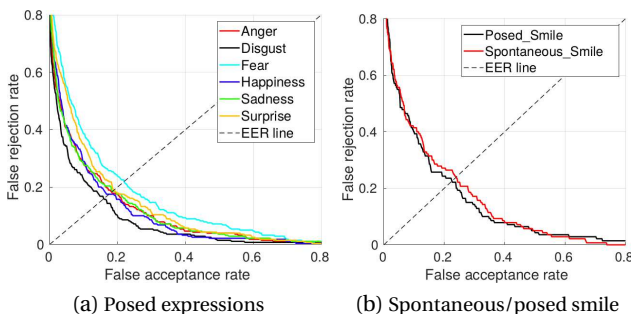 Anger
Disgust
Fear
Happiness
Sadness
Surprise
EER line
False rejection rate
0.8
0.6
0.4
0.2
0
0
0.2
0.4
0.6
0.8
False acceptance rate
(a) Posed expressions
Posed_Smile
Spontaneous_Smile
EER line
False rejection rate
0.8
0.6
0.4
0.2
0
0
0.2
0.4
0.6
0.8
False acceptance rate
(b) Spontaneous/posed smile